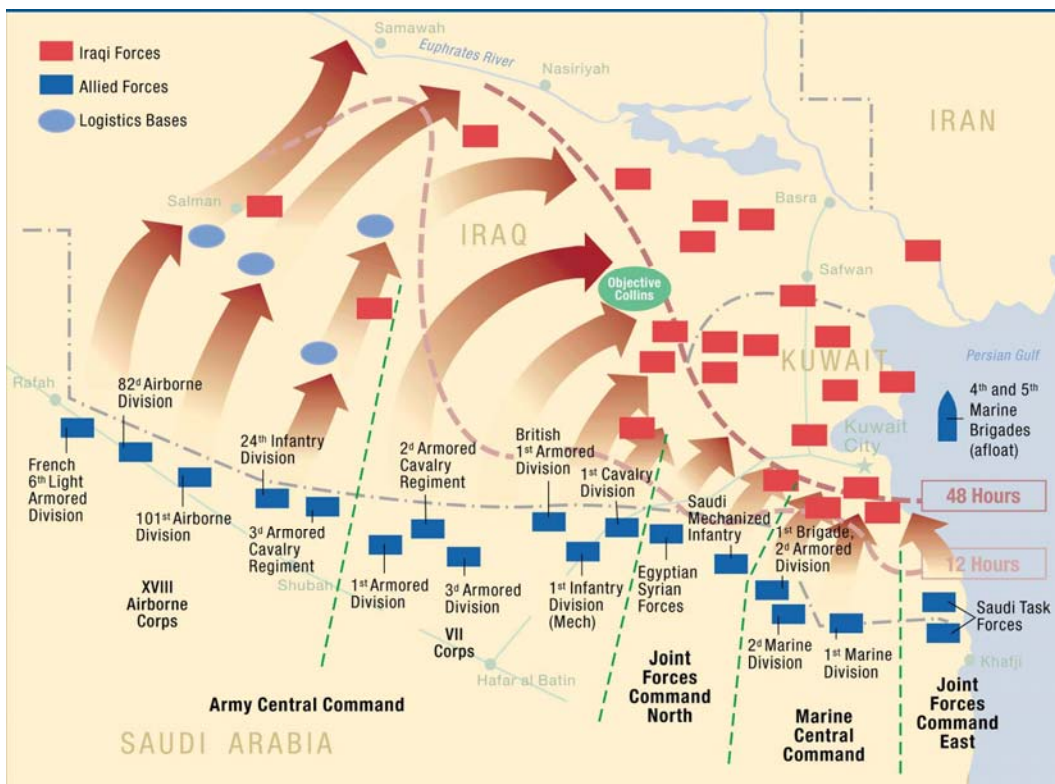 Iraqi Forces
Allied Forces
Logistics Bases
Samawah
Euphrates River
Nasiriyah
IRAN
Salman
IRAQ
Basra
Objective
Collins
Safwan
KUWAIT
Persian Gulf
Kuwait
City
4th and 5th
Marine
Brigades
(afloat)
48 Hours
12 Hours
Rafah
French
6th Light
Armored
Division
82d Airborne
Division
101st Airborne
Division
24th Infantry
Division
3d Armored
Cavalry
Regiment
Shubah
XVIII
Airborne
Corps
1st Armored
Division
2d Armored
Cavalry
Regiment
3d Armored
Division
VII
Corps
British
1st Armored
Division
1st Infantry
Division
(Mech)
1st Cavalry
Division
Hafar al Batin
Egyptian
Syrian
Forces
Saudi
Mechanized
Infantry
1st Brigade,
2d Armored
Division
2d Marine
Division
1st Marine
Division
Saudi Task
Forces
Khafji
Army Central Command
Joint
Forces
Command
North
Marine
Central
Command
Joint
Forces
Command
East
SAUDI ARABIA